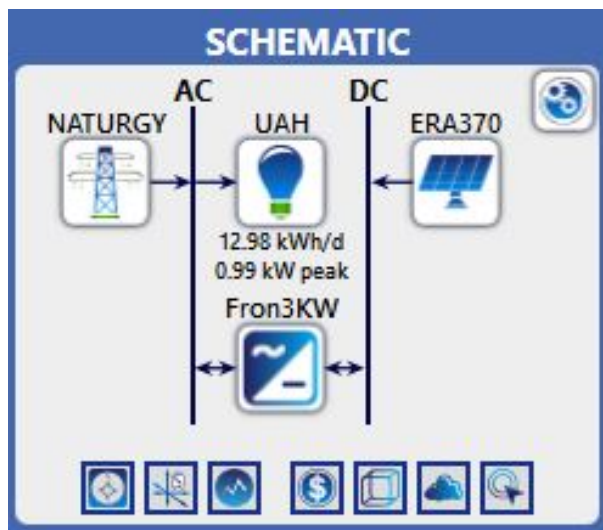 SCHEMATIC
AC DC
NATURGY UAH ERA370
12.98 kWh/d
0.99 kW peak
Fron3KW